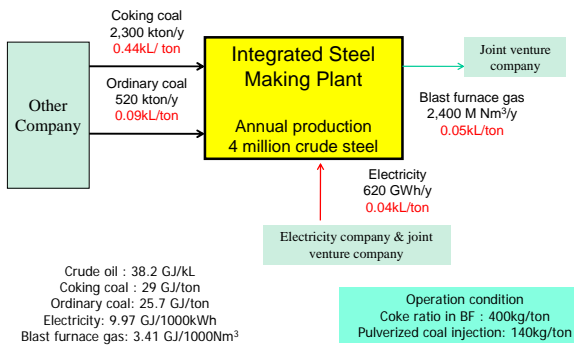 Coking coal
2,300 kton/y
0.44kL/ ton
Other
Company
Ordinary coal
520 kton/y
0.09kL/ton
Integrated Steel
Making Plant
Annual production
4 million crude steel
Joint venture
company
Blast furnace gas
2,400 M Nm³/y
0.05kL/ton
Electricity
620 GWh/y
0.04kL/ton
Electricity company & joint
venture company
Crude oil : 38.2 GJ/kL
Coking coal : 29 GJ/ton
Ordinary coal: 25.7 GJ/ton
Electricity: 9.97 GJ/1000kWh
Blast furnace gas: 3.41 GJ/1000Nm³
Operation condition
Coke ratio in BF : 400kg/ton
Pulverized coal injection: 140kg/ton